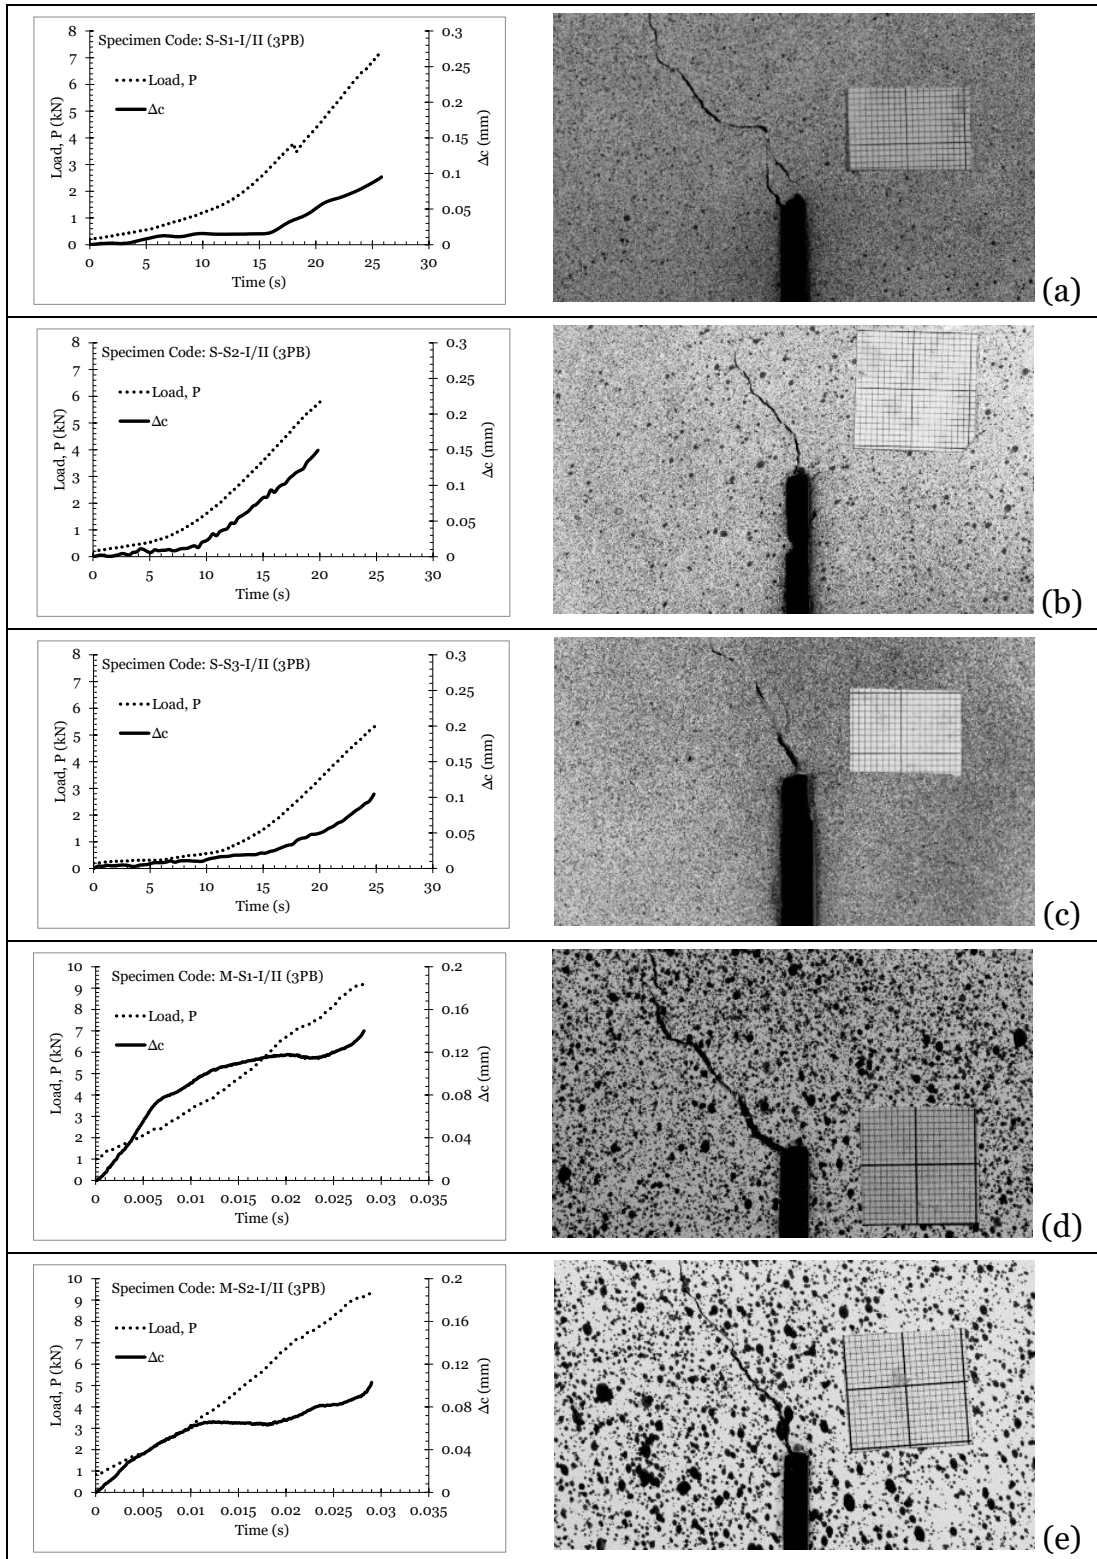 Specimen Code: S-S1-I/II (3PB)
Load, P
Δc
Load, P (kN)
8
7
6
5
4
3
2
1
0
Δc (mm)
0.3
0.25
0.2
0.15
0.1
0.05
0
0 5 10 15 20 25 30
Time (s)
(a)
Specimen Code: S-S2-I/II (3PB)
Load, P
Δc
Load, P (kN)
8
7
6
5
4
3
2
1
0
Δc (mm)
0.3
0.25
0.2
0.15
0.1
0.05
0
0 5 10 15 20 25 30
Time (s)
(b)
Specimen Code: S-S3-I/II (3PB)
Load, P
Δc
Load, P (kN)
8
7
6
5
4
3
2
1
0
Δc (mm)
0.3
0.25
0.2
0.15
0.1
0.05
0
0 5 10 15 20 25 30
Time (s)
(c)
Specimen Code: M-S1-I/II (3PB)
Load, P
Δc
Load, P (kN)
10
9
8
7
6
5
4
3
2
1
0
Δc (mm)
0.2
0.16
0.12
0.08
0.04
0
0 0.005 0.01 0.015 0.02 0.025 0.03 0.035
Time (s)
(d)
Specimen Code: M-S2-I/II (3PB)
Load, P
Δc
Load, P (kN)
10
9
8
7
6
5
4
3
2
1
0
Δc (mm)
0.2
0.16
0.12
0.08
0.04
0
0 0.005 0.01 0.015 0.02 0.025 0.03 0.035
Time (s)
(e)